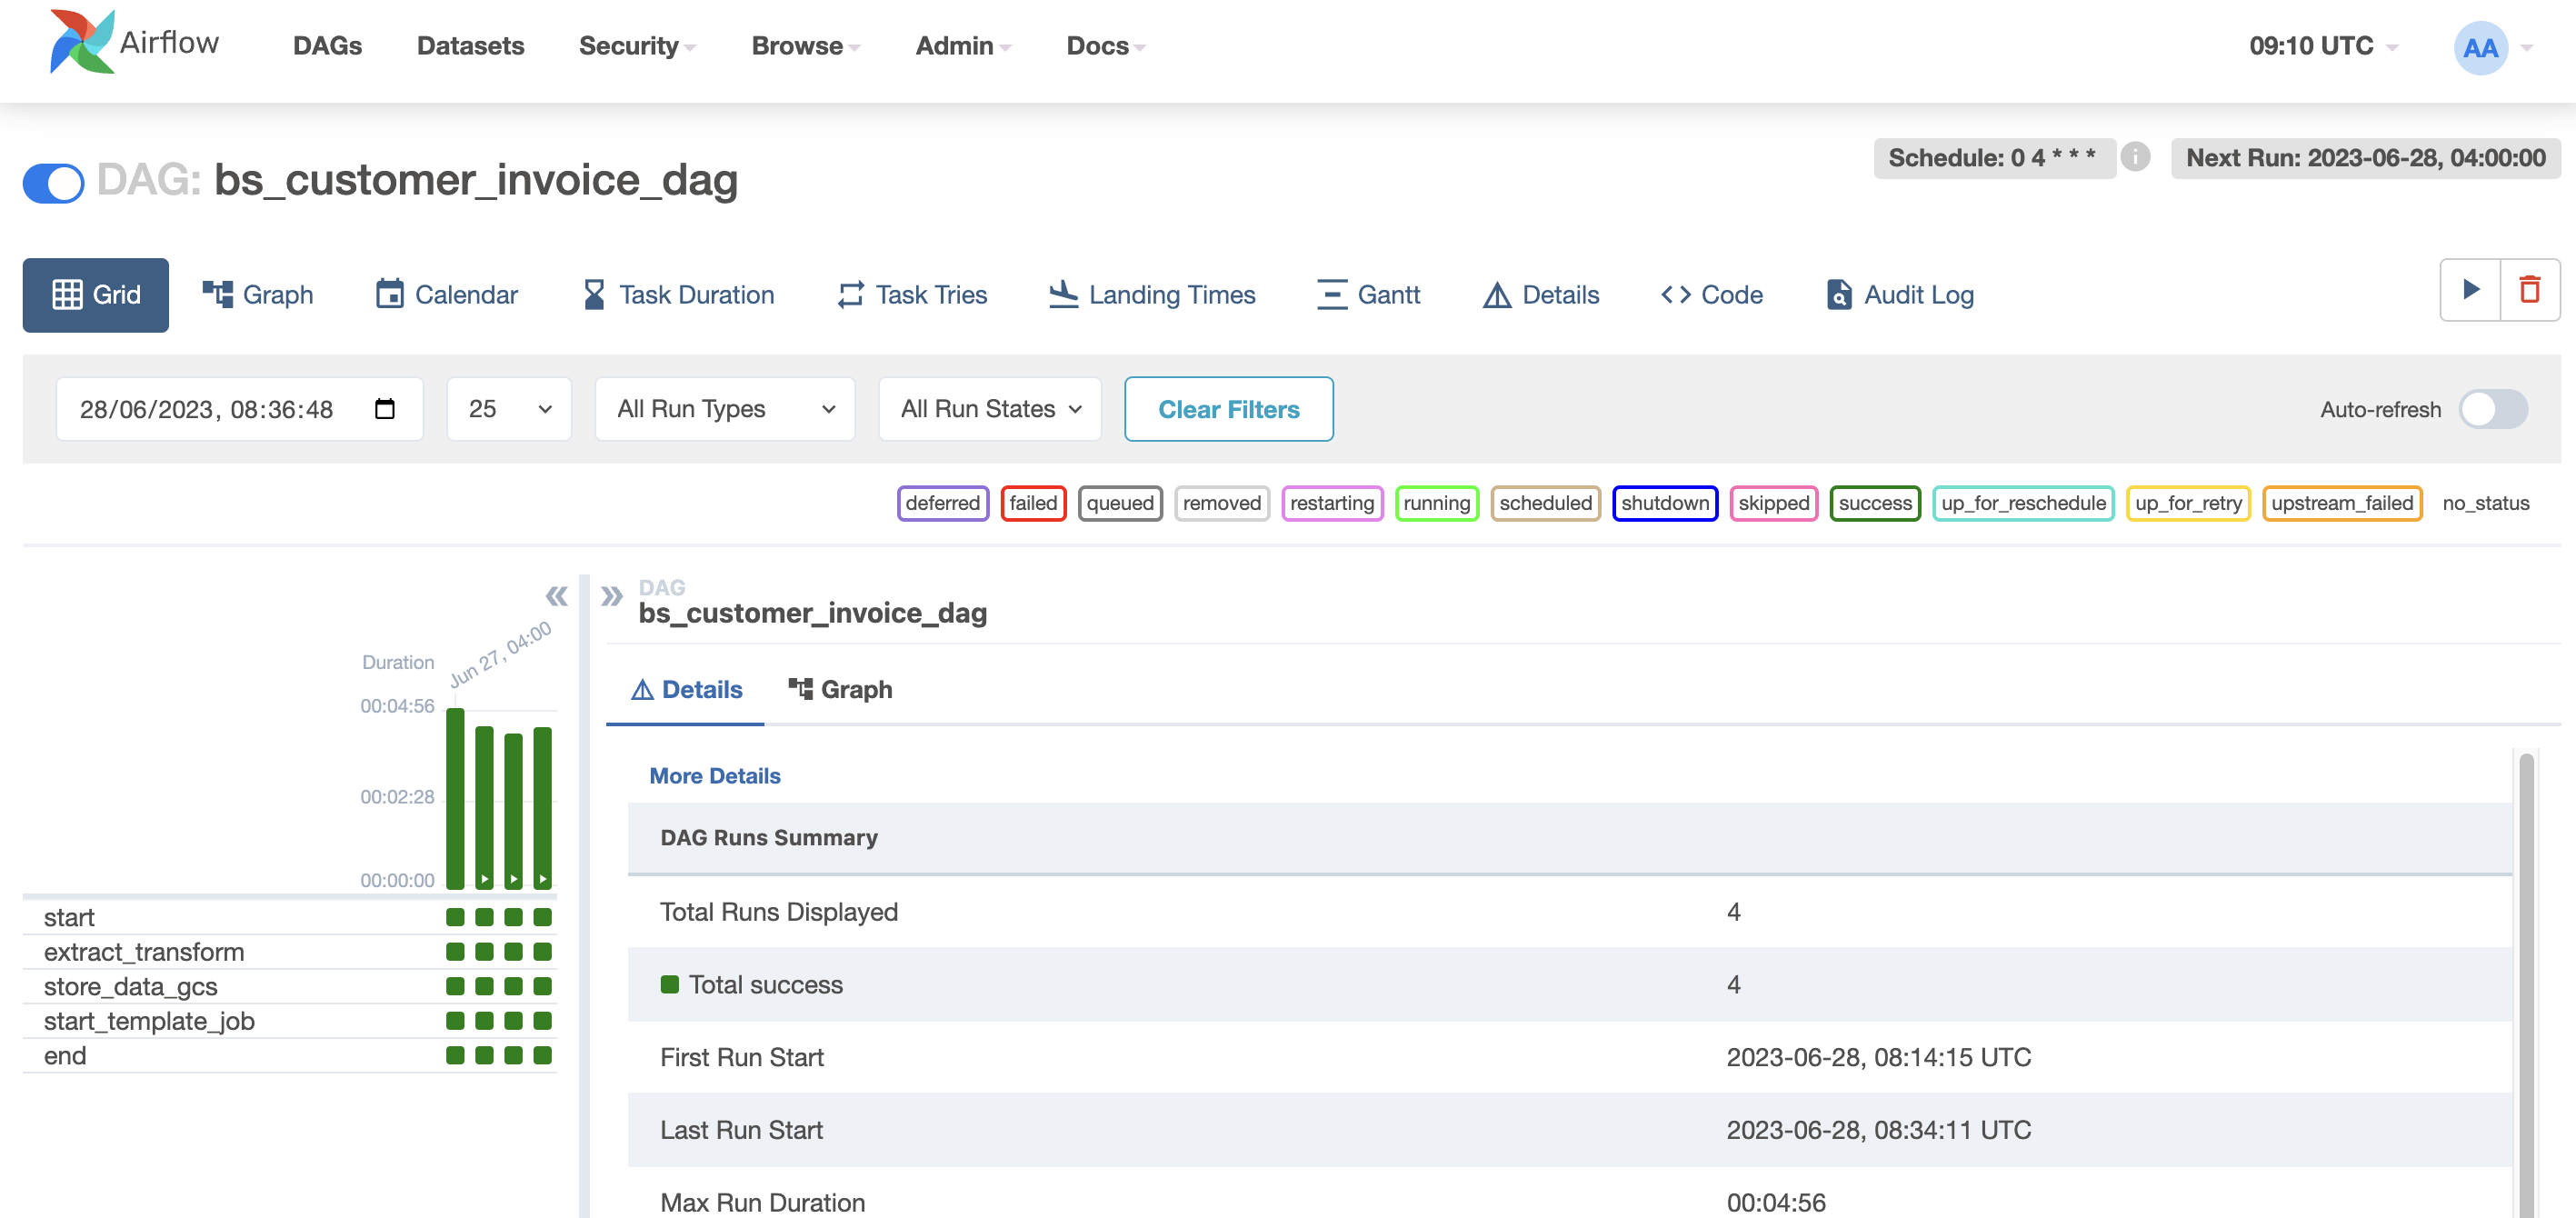 Airflow DAGs Datasets Security Browse Admin Docs 09:10 UTC AA
Schedule: 0 4 * * * i Next Run: 2023-06-28, 04:00:00
DAG: bs_customer_invoice_dag
Grid Graph Calendar Task Duration Task Tries Landing Times Gantt Details Code Audit Log
28/06/2023, 08:36:48 25 All Run Types All Run States Clear Filters Auto-refresh
deferred failed queued removed restarting running scheduled shutdown skipped success up_for_reschedule up_for_retry upstream_failed no_status
DAG
bs_customer_invoice_dag
Jun 27, 04:00
Duration
00:04:56
00:02:28
00:00:00
start
extract_transform
store_data_gcs
start_template_job
end
Details Graph
More Details
DAG Runs Summary
Total Runs Displayed 4
Total success 4
First Run Start 2023-06-28, 08:14:15 UTC
Last Run Start 2023-06-28, 08:34:11 UTC
Max Run Duration 00:04:56